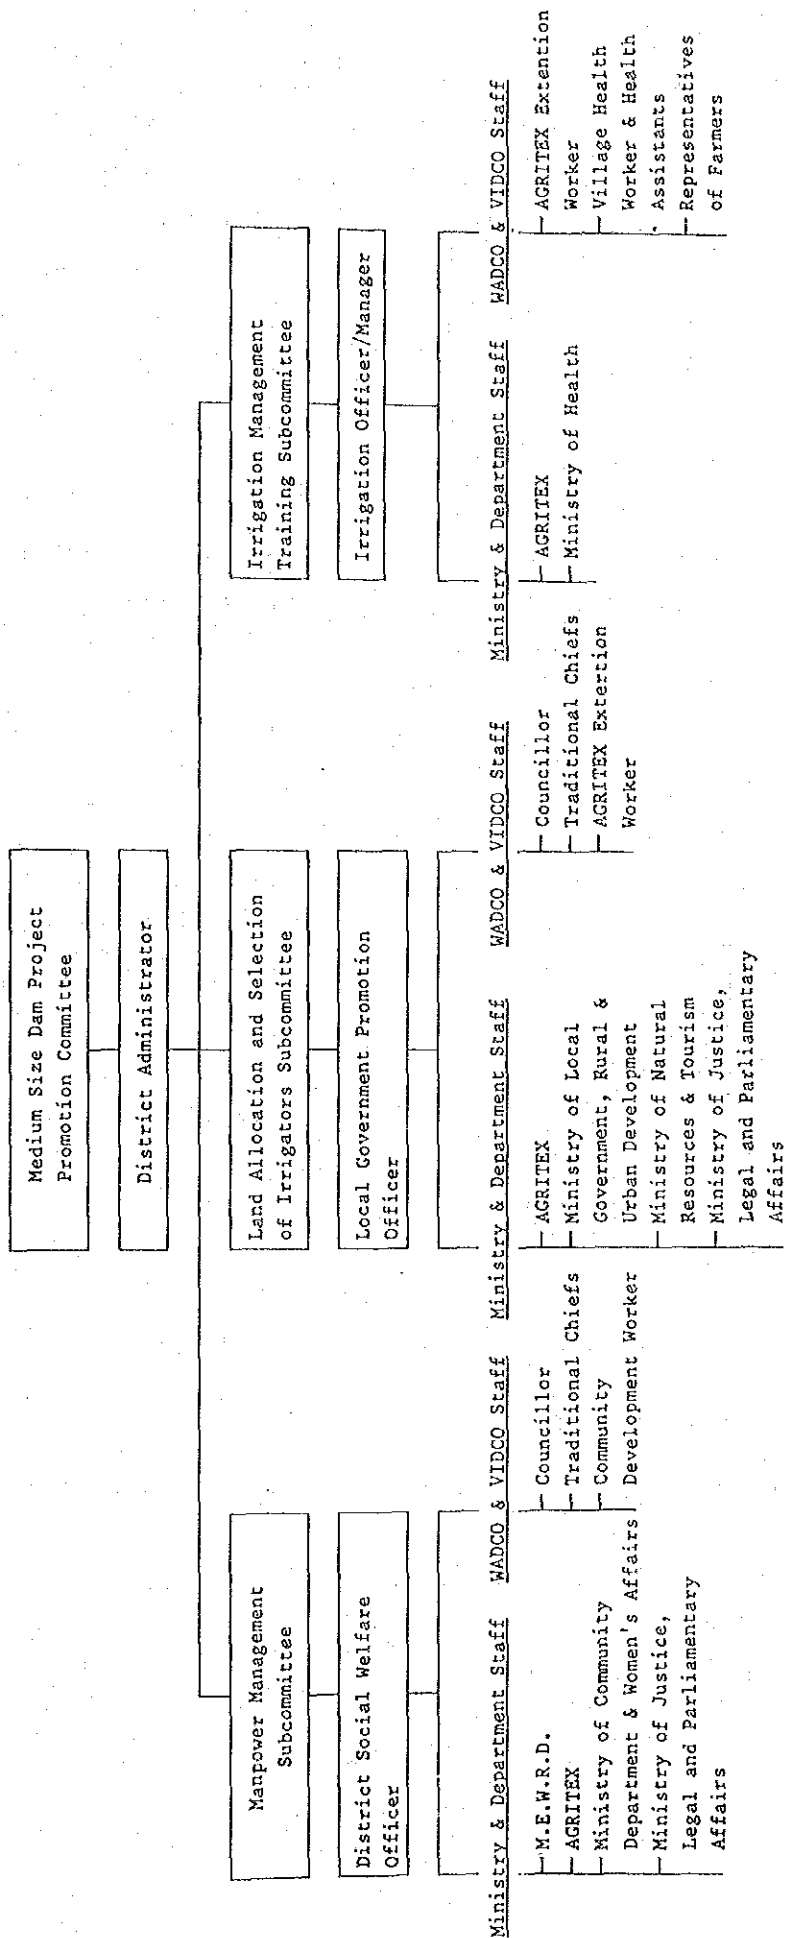 Medium Size Dam Project
Promotion Committee
District Administrator
Manpower Management
Subcommittee
District Social Welfare
Officer
Ministry & Department Staff
M.E.W.R.D.
AGRITEX
Ministry of Community
Department & Women's Affairs
Ministry of Justice,
Legal and Parliamentary
Affairs
WADCO & VIDCO Staff
Councillor
Traditional Chiefs
Community
Development Worker
Land Allocation and Selection
of Irrigators Subcommittee
Local Government Promotion
Officer
Ministry & Department Staff
AGRITEX
Ministry of Local
Government, Rural &
Urban Development
Ministry of Natural
Resources & Tourism
Ministry of Justice,
Legal and Parliamentary
Affairs
WADCO & VIDCO Staff
Councillor
Traditional Chiefs
AGRITEX Extertion
Worker
Irrigation Management
Training Subcommittee
Irrigation Officer/Manager
Ministry & Department Staff
AGRITEX
Ministry of Health
WADCO & VIDCO Staff
AGRITEX Extention
Worker
Village Health
Worker & Health
Assistants
Representatives
of Farmers